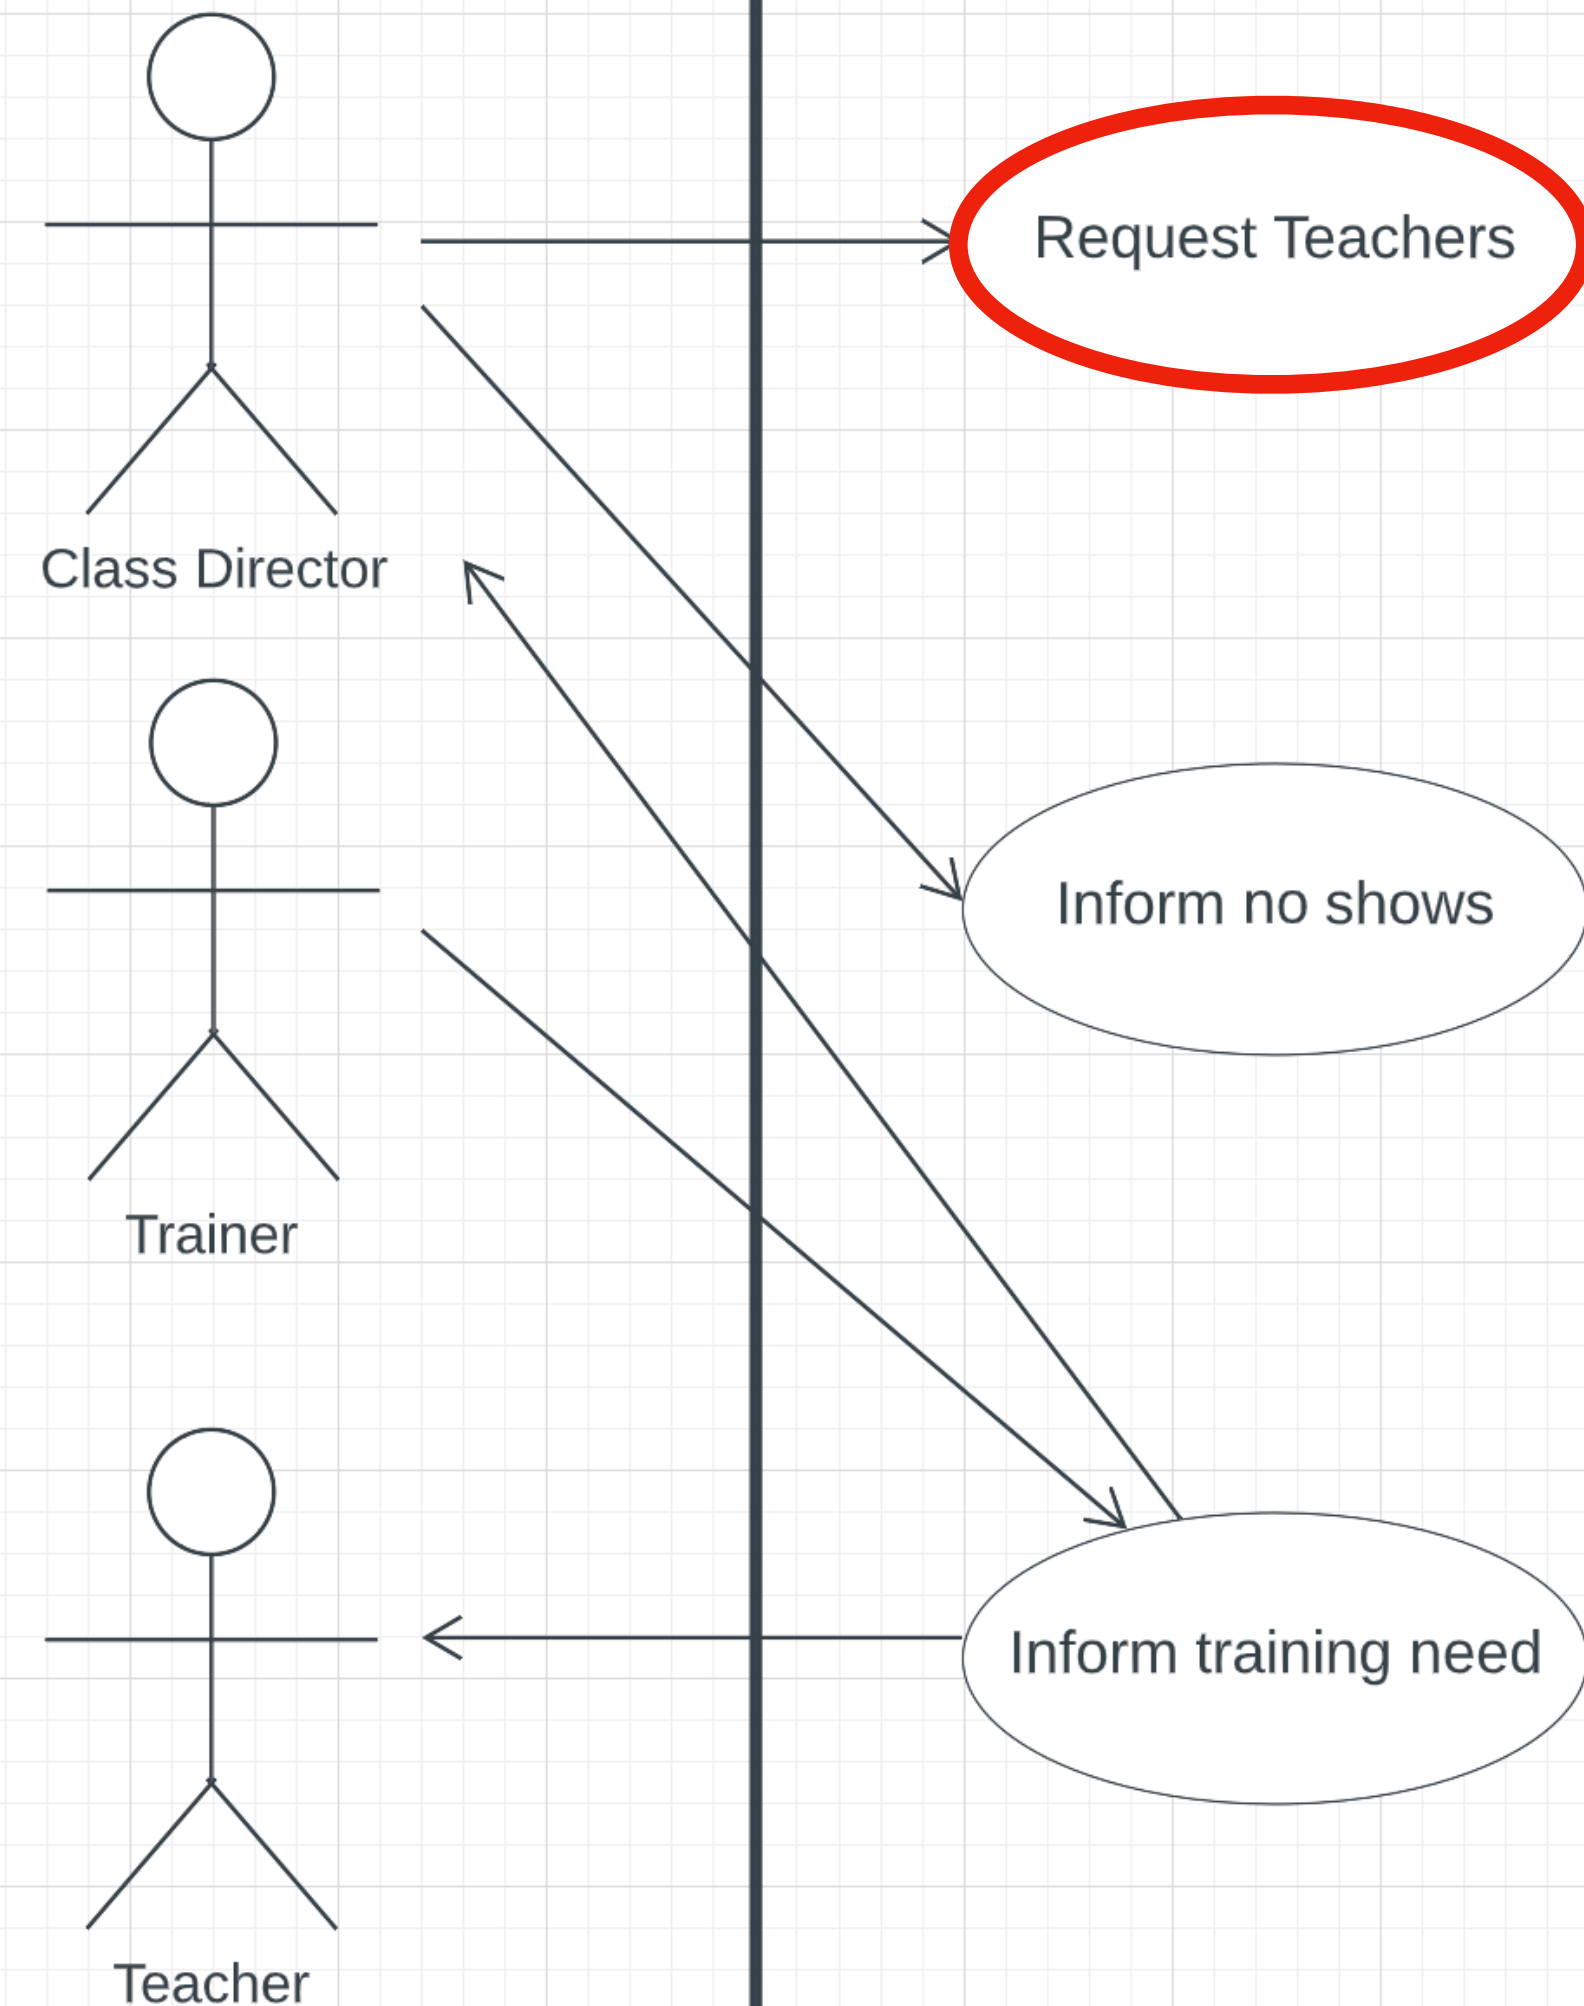 Request Teachers
Class Director
Inform no shows
Trainer
Inform training need
Teacher